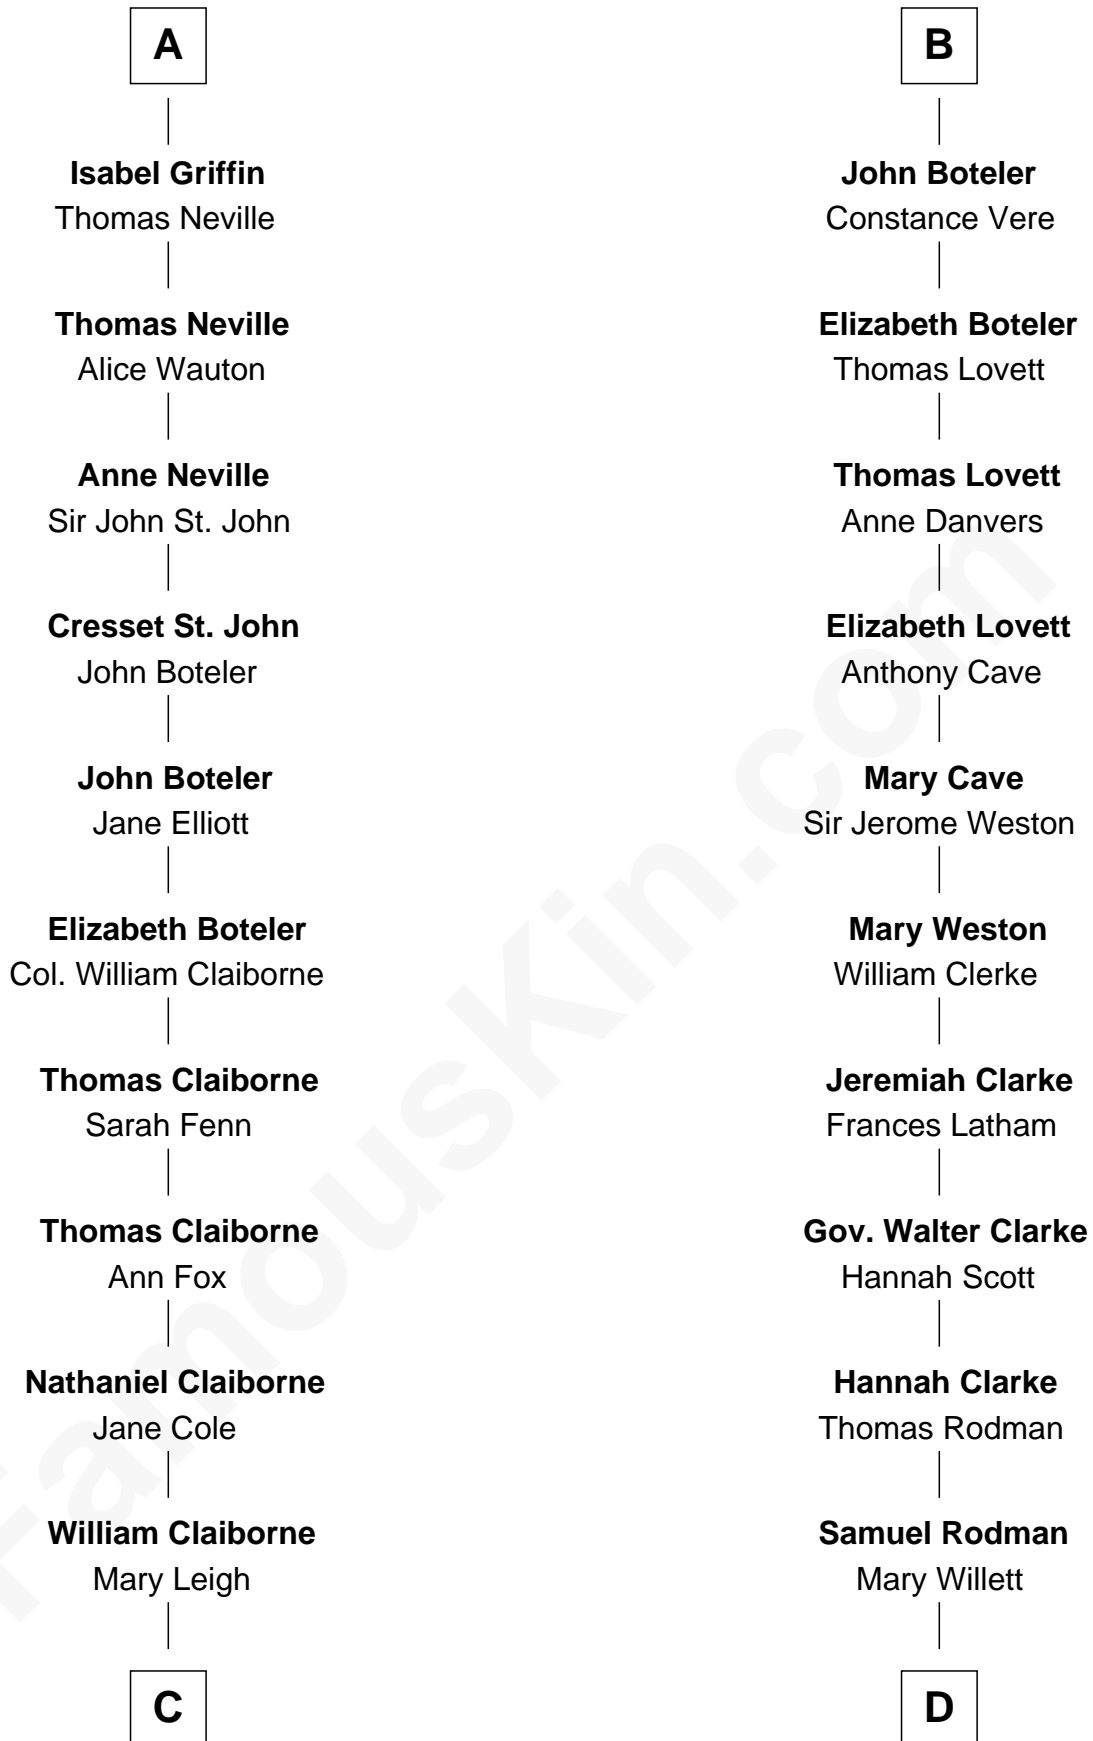 A
Isabel Griffin
Thomas Neville
Thomas Neville
Alice Wauton
Anne Neville
Sir John St. John
Cresset St. John
John Boteler
John Boteler
Jane Elliott
Elizabeth Boteler
Col. William Claiborne
Thomas Claiborne
Sarah Fenn
Thomas Claiborne
Ann Fox
Nathaniel Claiborne
Jane Cole
William Claiborne
Mary Leigh
C
B
John Boteler
Constance Vere
Elizabeth Boteler
Thomas Lovett
Thomas Lovett
Anne Danvers
Elizabeth Lovett
Anthony Cave
Mary Cave
Sir Jerome Weston
Mary Weston
William Clerke
Jeremiah Clarke
Frances Latham
Gov. Walter Clarke
Hannah Scott
Hannah Clarke
Thomas Rodman
Samuel Rodman
Mary Willett
D
FamousKin.com